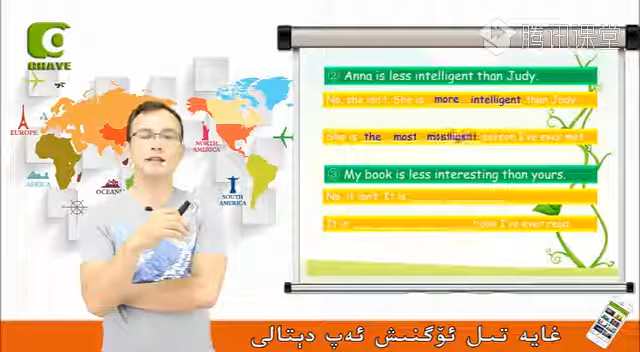 GHAVE
腾讯课堂
② Anna is less intelligent than Judy.
No, she isn't. She is more intelligent than Judy.
She is the most intelligent person I've ever met.
③ My book is less interesting than yours.
No, it isn't. It is
It is book I've ever read.
EUROPE
AFRICA
OCEAN
NORTH
AMERICA
SOUTH
AMERICA
غايە تىل ئۆگىنىش ئەپ دېتالى